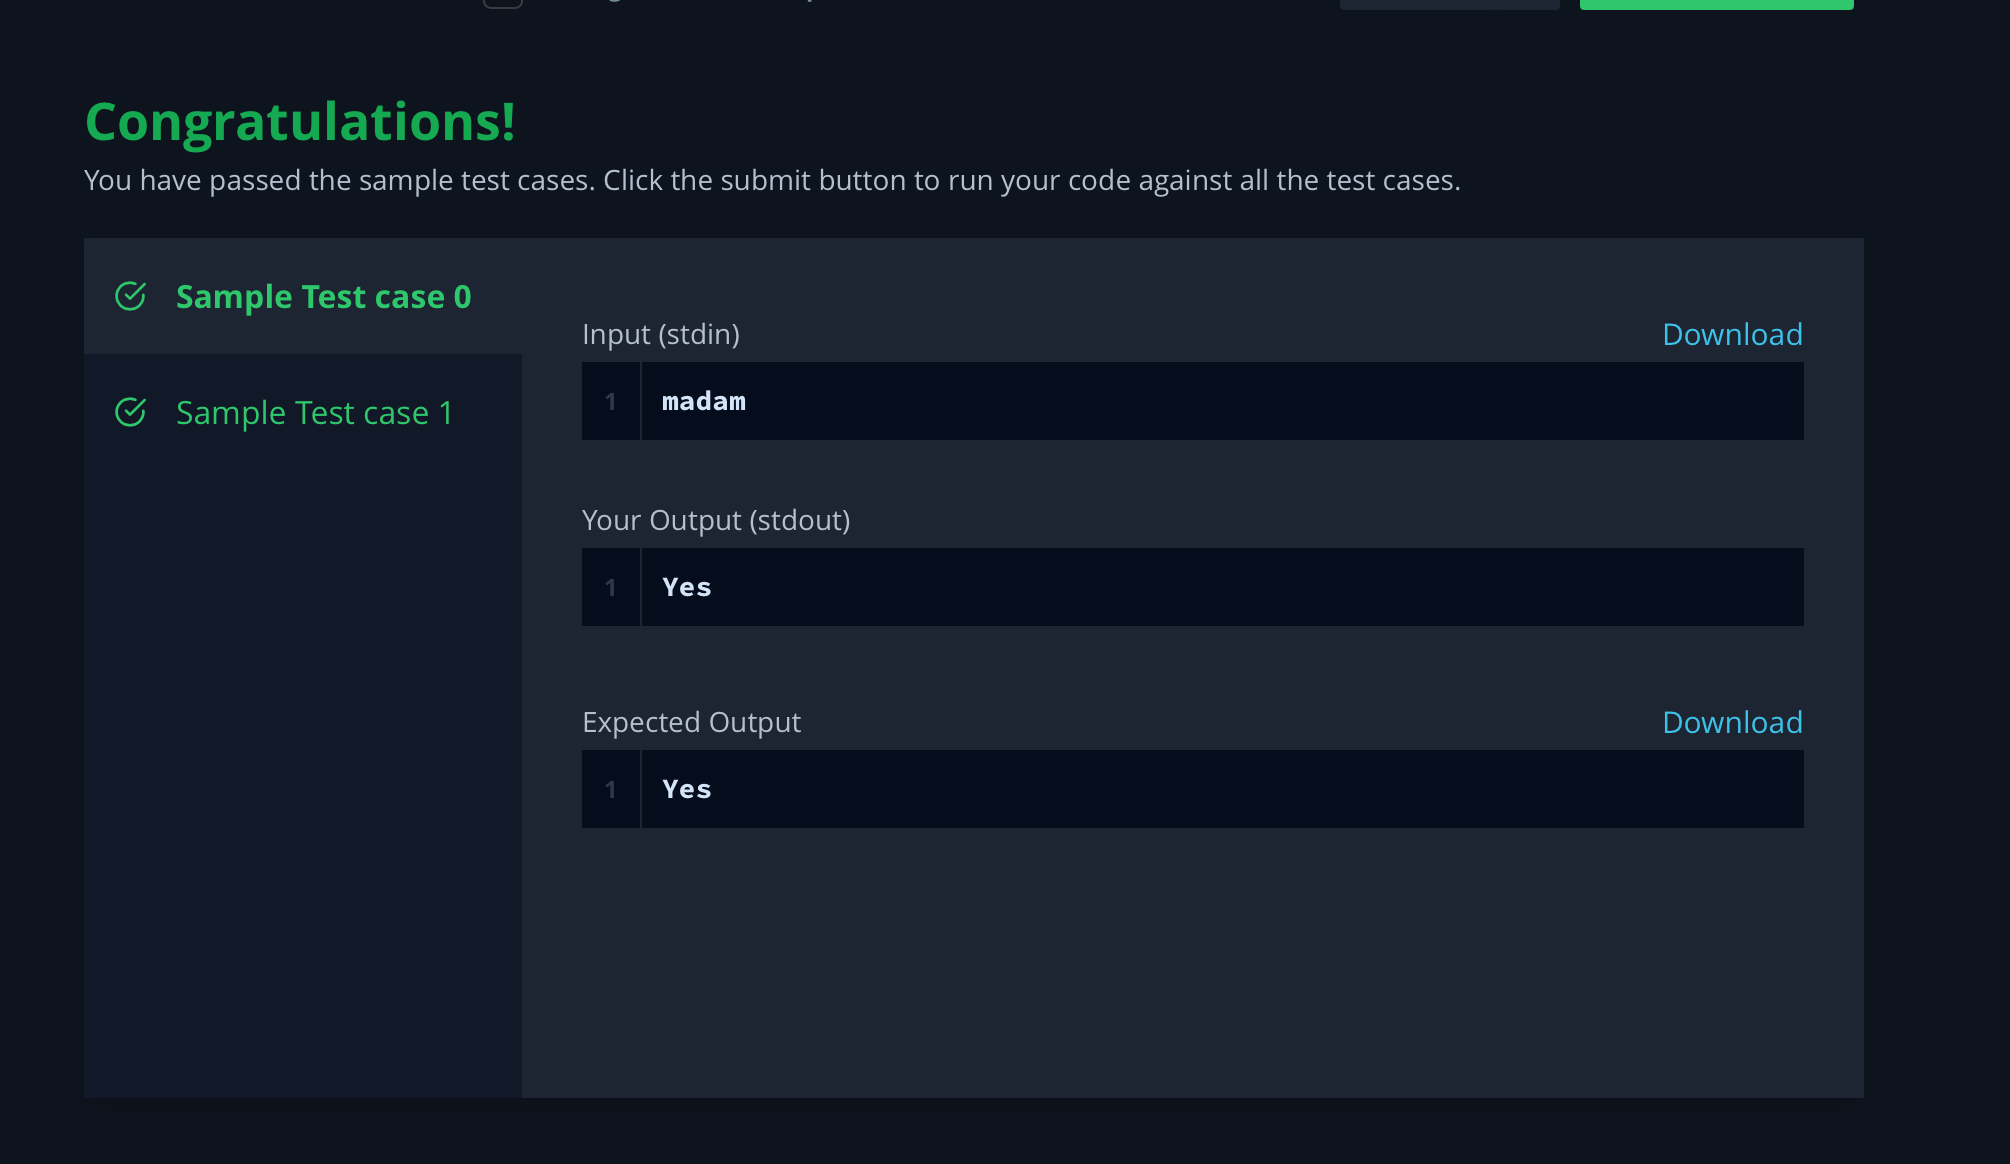 Congratulations!
You have passed the sample test cases. Click the submit button to run your code against all the test cases.
Sample Test case 0
Sample Test case 1
Input (stdin)
Download
1
madam
Your Output (stdout)
1
Yes
Expected Output
Download
1
Yes